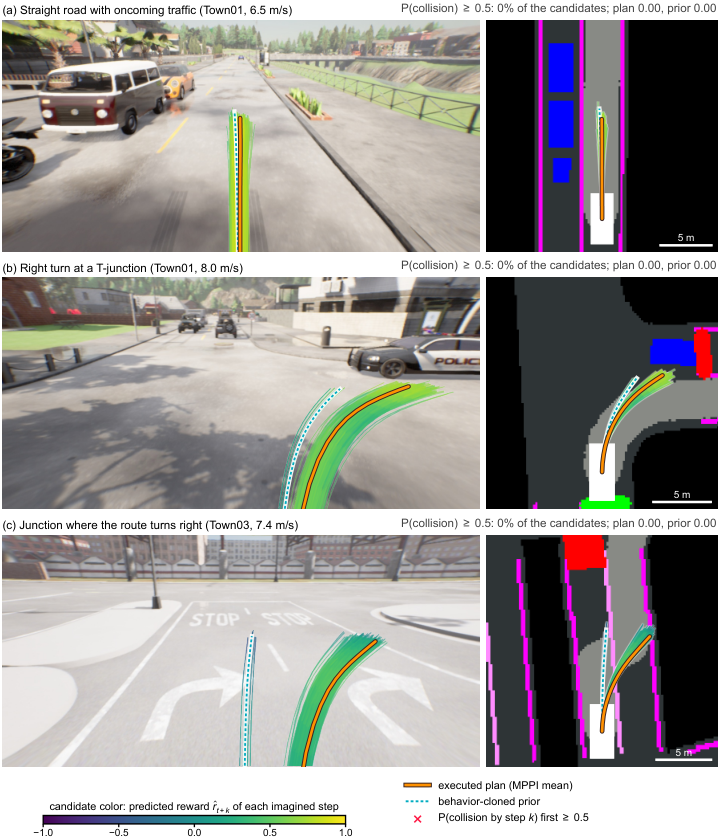 (a) Straight road with oncoming traffic (Town01, 6.5 m/s)
P(collision) ≥ 0.5: 0% of the candidates; plan 0.00, prior 0.00
5 m
(b) Right turn at a T-junction (Town01, 8.0 m/s)
P(collision) ≥ 0.5: 0% of the candidates; plan 0.00, prior 0.00
POLICE
5 m
(c) Junction where the route turns right (Town03, 7.4 m/s)
P(collision) ≥ 0.5: 0% of the candidates; plan 0.00, prior 0.00
STOP STOP
5 m
executed plan (MPPI mean)
behavior-cloned prior
P(collision by step k) first ≥ 0.5
candidate color: predicted reward r̂ₜ₊ₖ of each imagined step
−1.0 −0.5 0.0 0.5 1.0